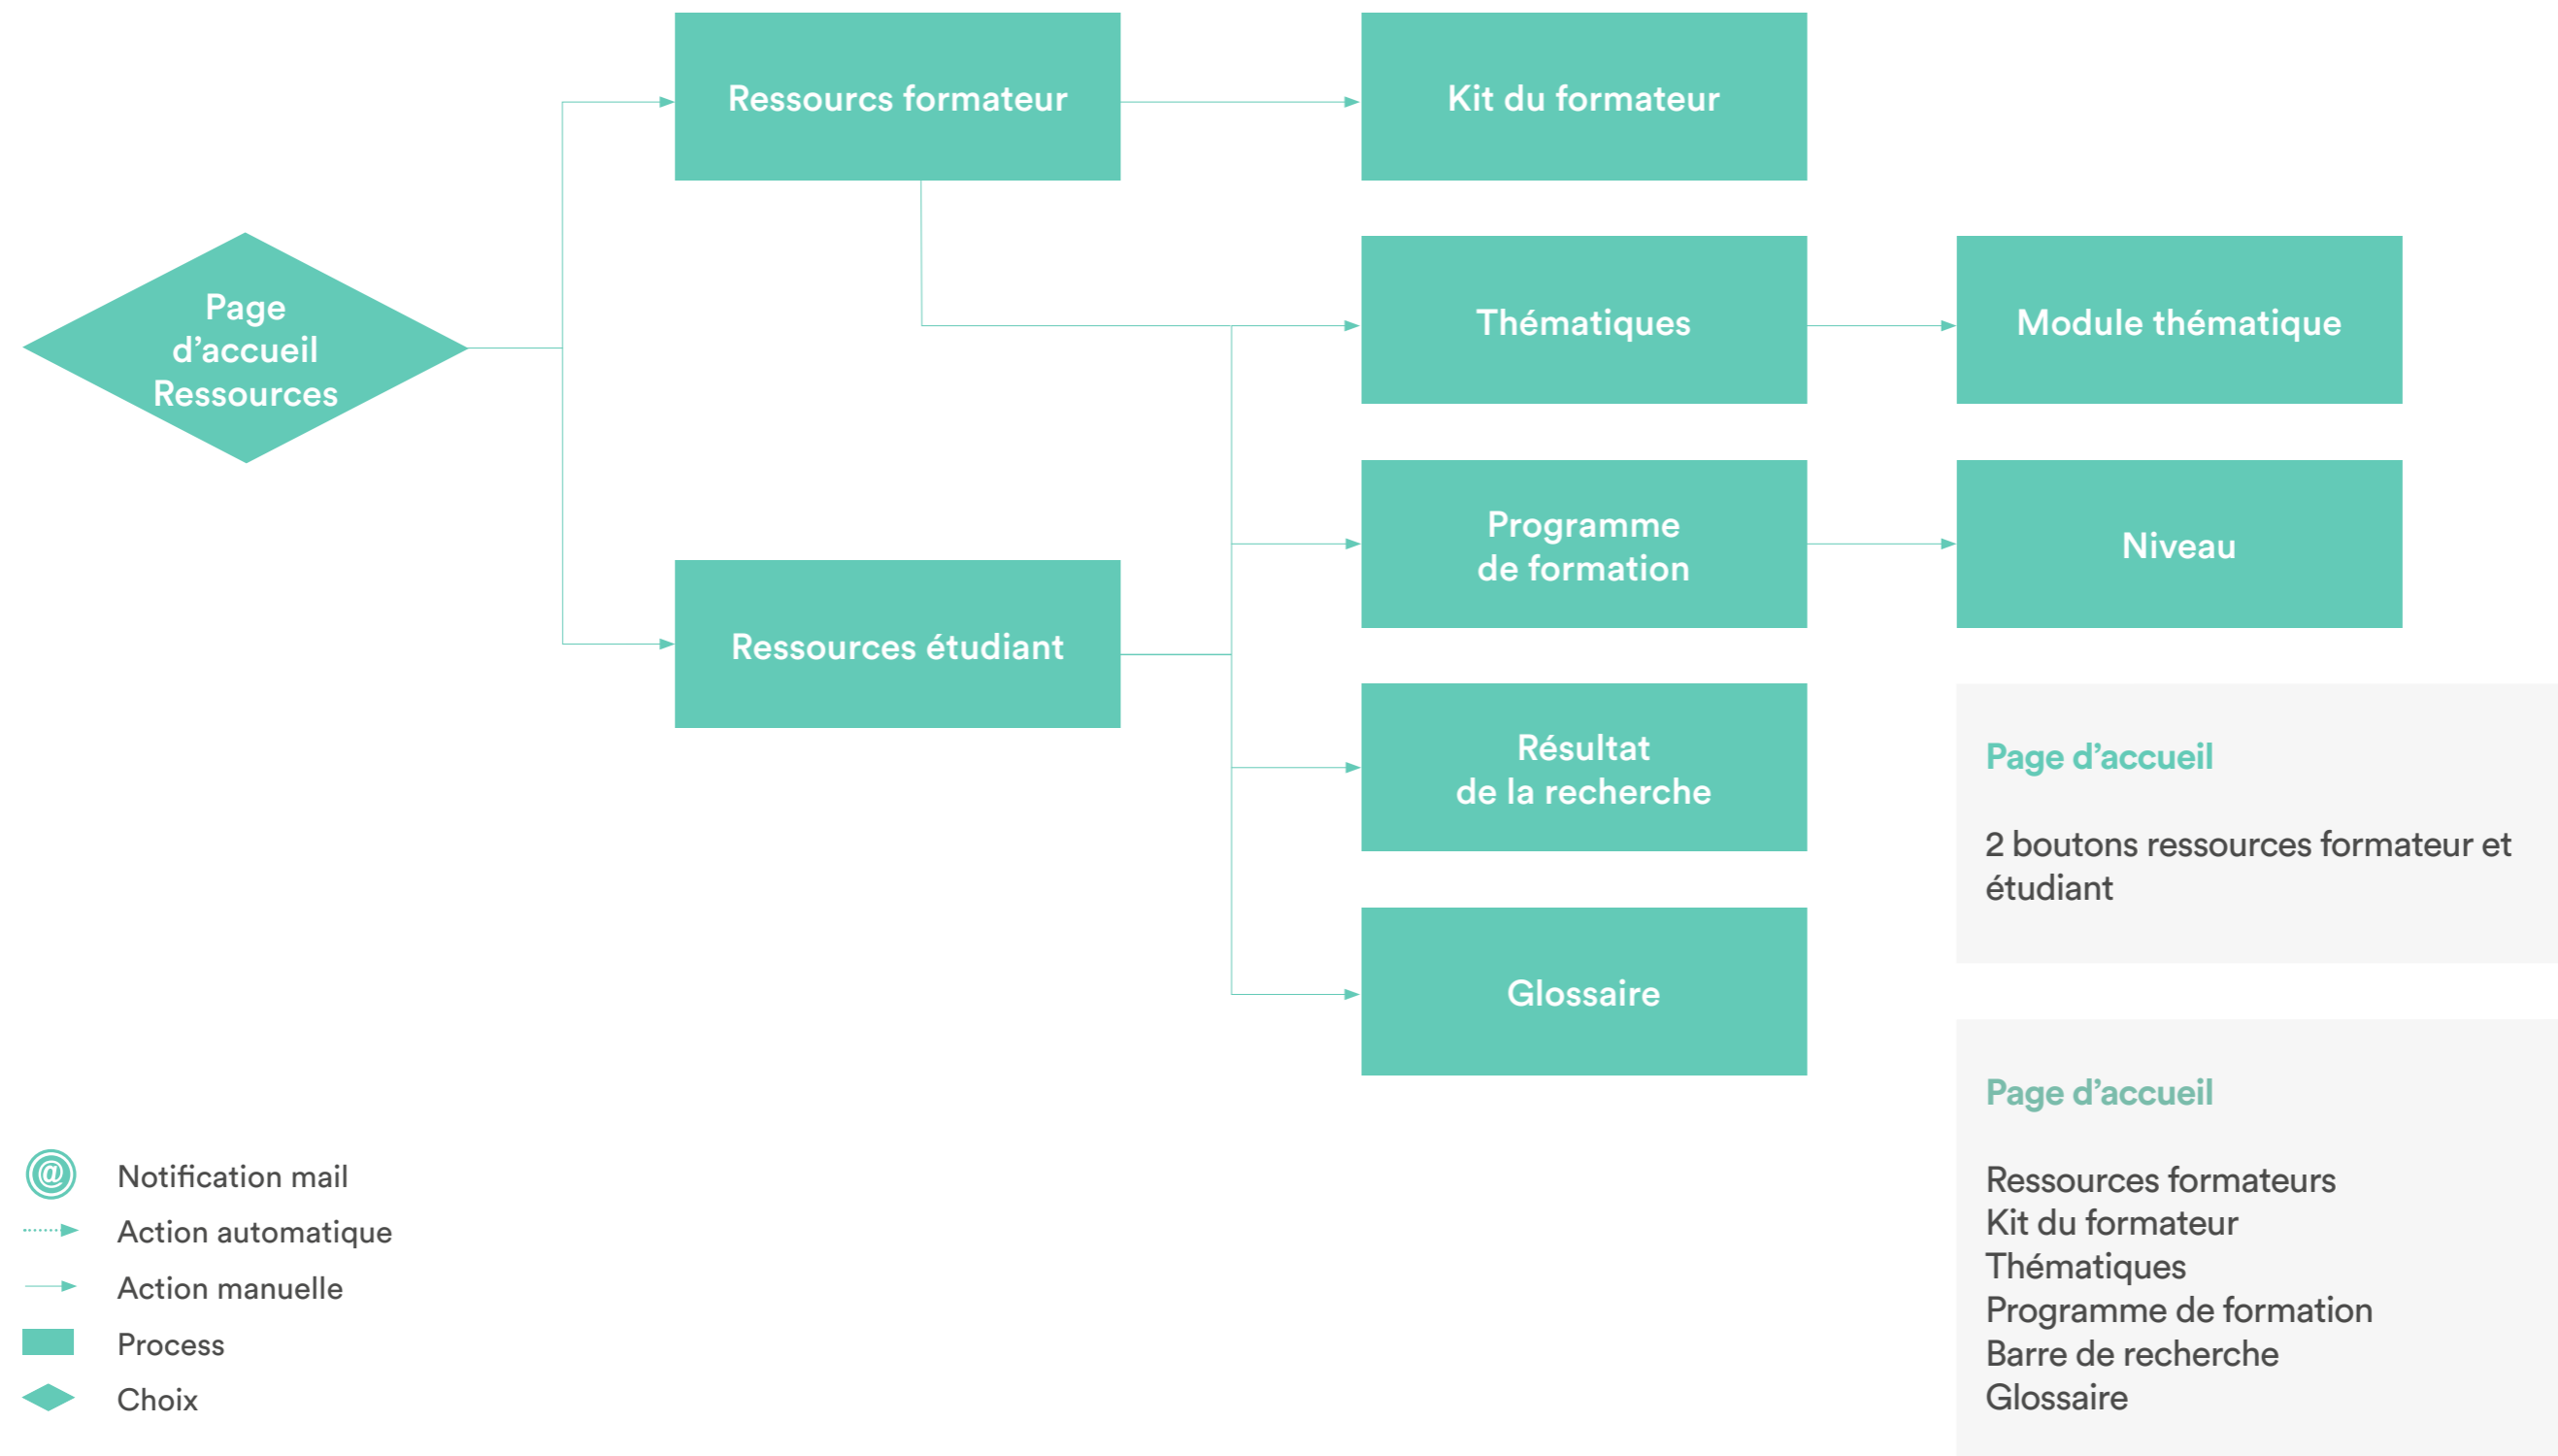 Ressourcs formateur
Kit du formateur
Page
d’accueil
Ressources
Thématiques
Module thématique
Programme
de formation
Niveau
Ressources étudiant
Résultat
de la recherche
Glossaire
Page d’accueil
2 boutons ressources formateur et
étudiant
Page d’accueil
Ressources formateurs
Kit du formateur
Thématiques
Programme de formation
Barre de recherche
Glossaire
@
Notification mail
Action automatique
Action manuelle
Process
Choix